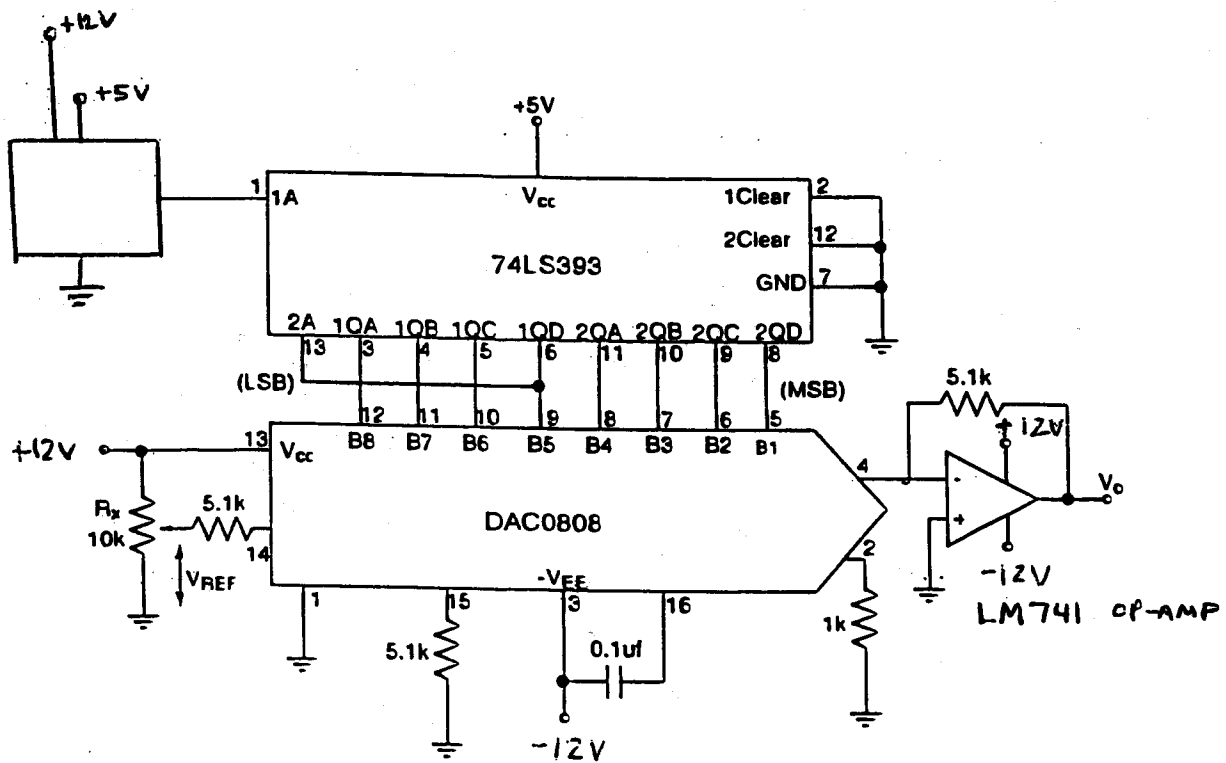 +12V
+5V
+5V
1
1A
Vcc
1Clear
2
2Clear
12
74LS393
GND
7
2A 1QA 1QB 1QC 1QD 2QA 2QB 2QC 2QD
13 3 4 5 6 11 10 9 8
(LSB)
(MSB)
12 11 10 9 8 7 6 5
B8 B7 B6 B5 B4 B3 B2 B1
5.1k
+12V
+12V
13
Vcc
4
-
+
Vo
Rx
10k
5.1k
14
DAC0808
VREF
2
-12V
LM741 OP-AMP
-VEE
1
15
3
16
5.1k
0.1uf
1k
-12V